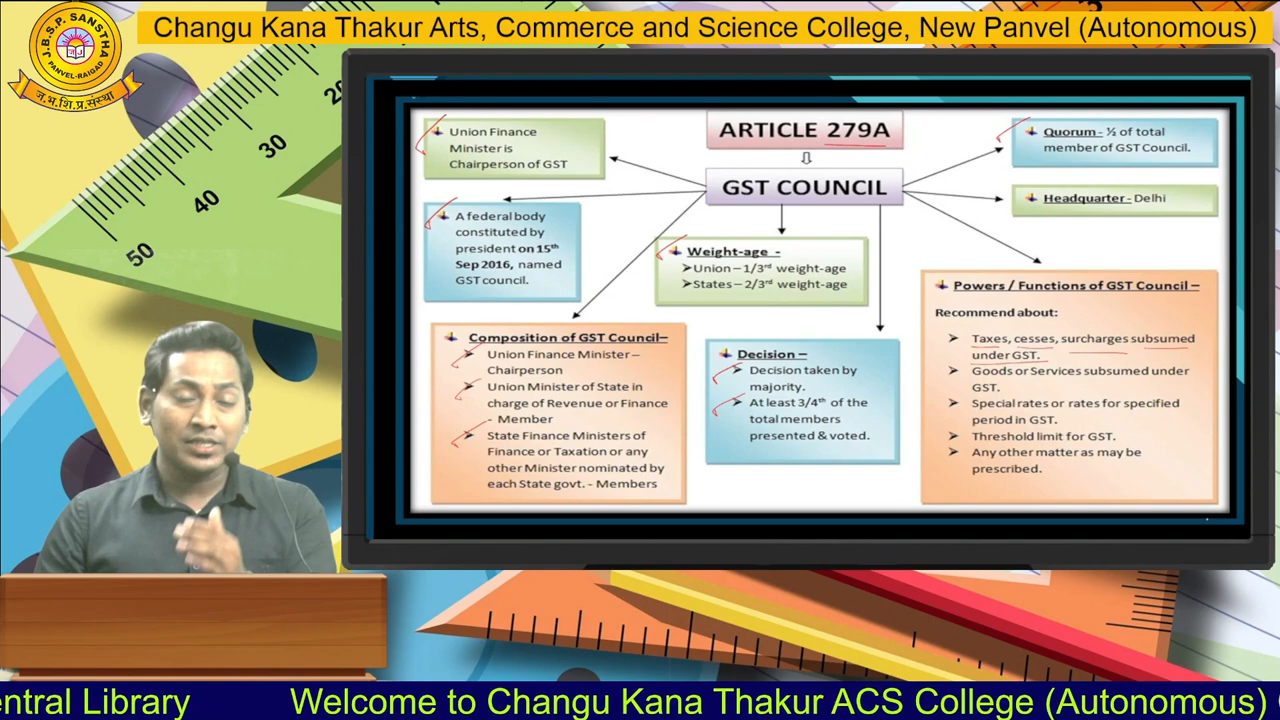 Changu Kana Thakur Arts, Commerce and Science College, New Panvel (Autonomous)
J.B.S.P. SANSTHA
PANVEL-RAIGAD
ज.भ.शि.प्र.संस्था
30
40
50
ARTICLE 279A
GST COUNCIL
Union Finance
Minister is
Chairperson of GST
A federal body
constituted by
president on 15th
Sep 2016, named
GST council.
Weight-age -
Union – 1/3rd weight-age
States – 2/3rd weight-age
Quorum - ½ of total
member of GST Council.
Headquarter - Delhi
Composition of GST Council–
Union Finance Minister –
Chairperson
Union Minister of State in
charge of Revenue or Finance
- Member
State Finance Ministers of
Finance or Taxation or any
other Minister nominated by
each State govt. - Members
Decision –
Decision taken by
majority.
At least 3/4th of the
total members
presented & voted.
Powers / Functions of GST Council –
Recommend about:
Taxes, cesses, surcharges subsumed
under GST.
Goods or Services subsumed under
GST.
Special rates or rates for specified
period in GST.
Threshold limit for GST.
Any other matter as may be
prescribed.
entral Library Welcome to Changu Kana Thakur ACS College (Autonomous)